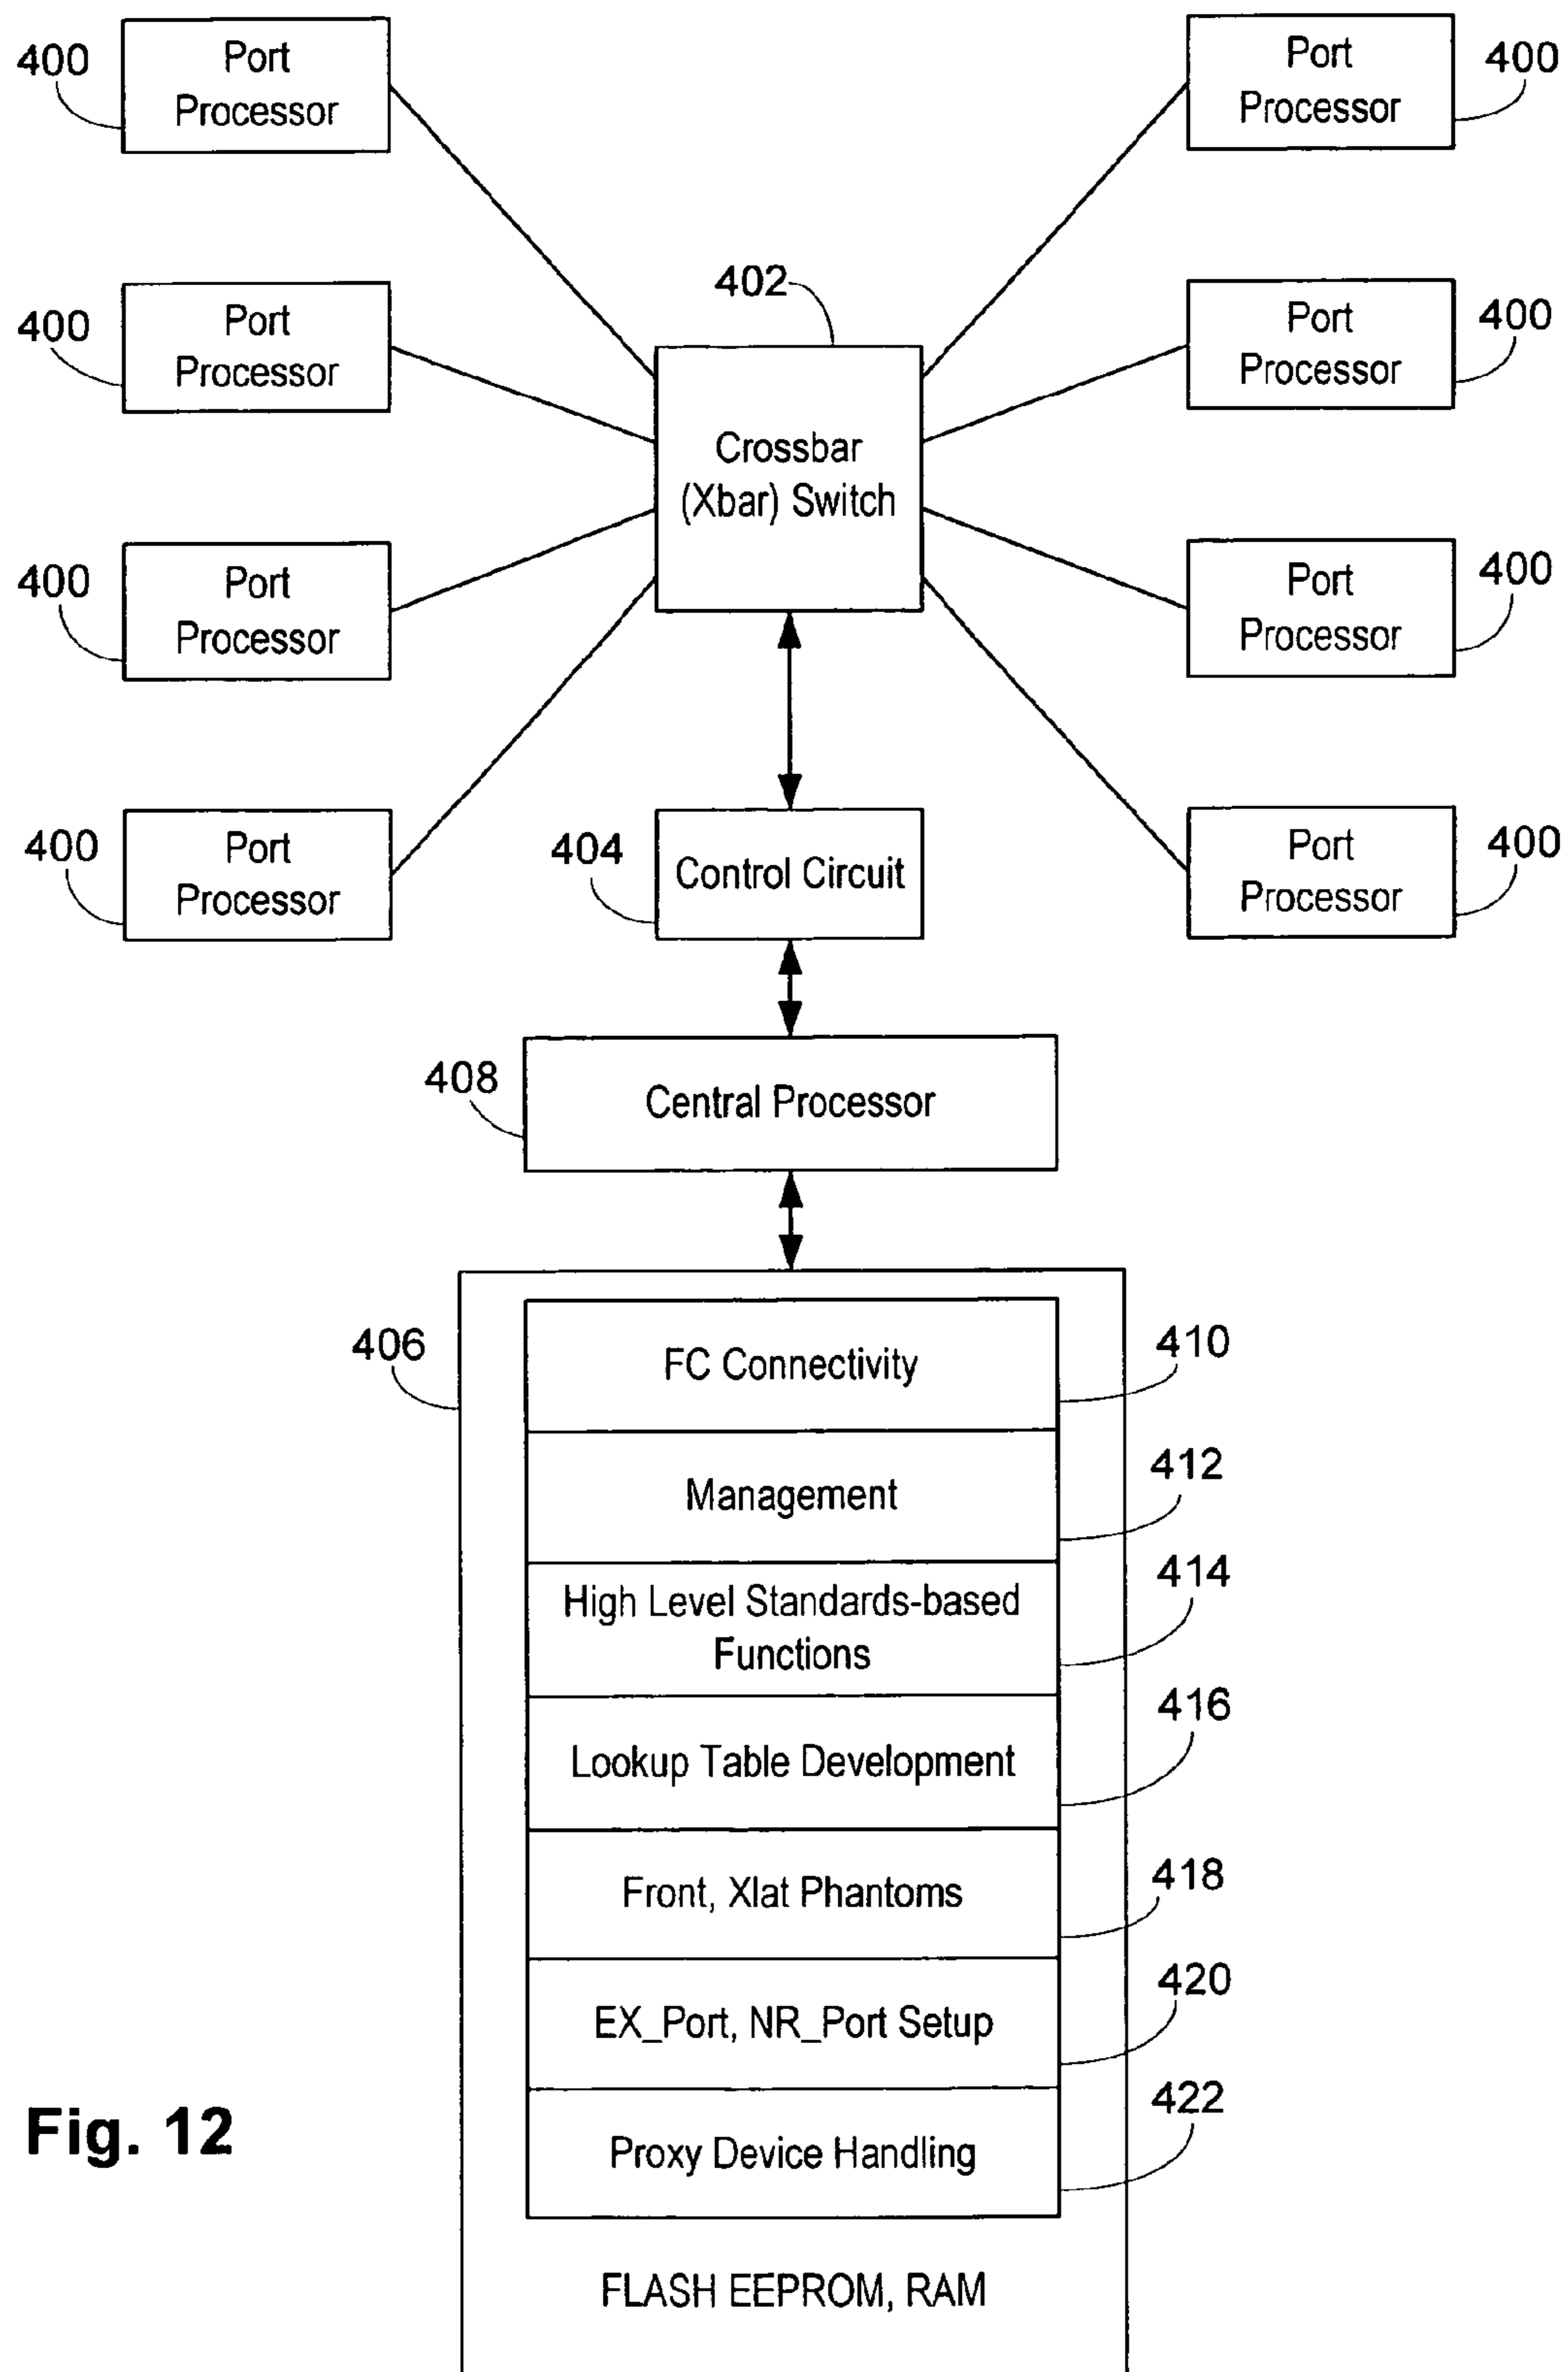 400
Port
Processor
Port
Processor
400
400
Port
Processor
402
Port
Processor
400
Crossbar
(Xbar) Switch
400
Port
Processor
Port
Processor
400
400
Port
Processor
404
Control Circuit
Port
Processor
400
408
Central Processor
406
FC Connectivity
410
Management
412
High Level Standards-based
Functions
414
Lookup Table Development
416
Front, Xlat Phantoms
418
EX_Port, NR_Port Setup
420
Proxy Device Handling
422
Fig. 12
FLASH EEPROM, RAM